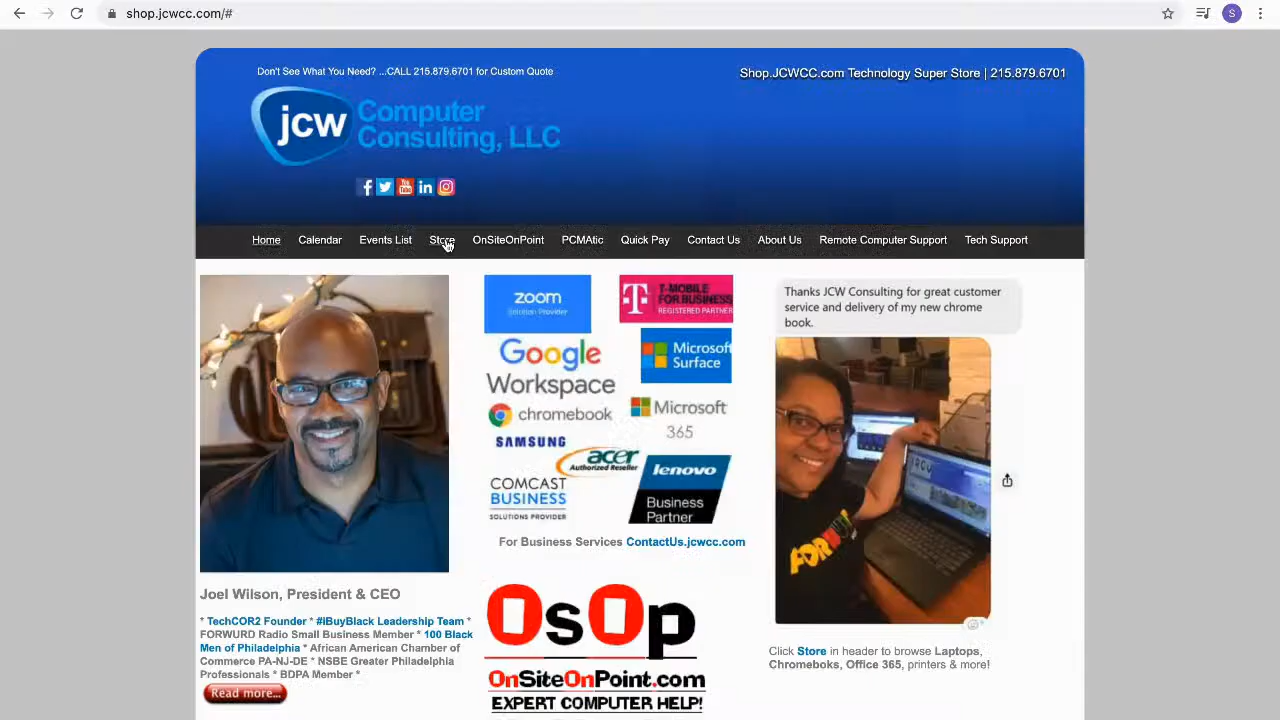 shop.jcwcc.com/#
S
Don't See What You Need? ...CALL 215.879.6701 for Custom Quote
Shop.JCWCC.com Technology Super Store | 215.879.6701
jcw Computer
Consulting, LLC
f You Tube in
Home Calendar Events List Store OnSiteOnPoint PCMAtic Quick Pay Contact Us About Us Remote Computer Support Tech Support
zoom
Solution Provider
T-MOBILE
FOR BUSINESS
REGISTERED PARTNER
Google
Workspace
Microsoft
Surface
chromebook
Microsoft
365
SAMSUNG
acer
Authorized Reseller
COMCAST
BUSINESS
SOLUTIONS PROVIDER
lenovo
Business
Partner
For Business Services ContactUs.jcwcc.com
OsOp
OnSiteOnPoint.com
EXPERT COMPUTER HELP!
Thanks JCW Consulting for great customer
service and delivery of my new chrome
book.
Click Store in header to browse Laptops,
Chromeboks, Office 365, printers & more!
Joel Wilson, President & CEO
* TechCOR2 Founder * #iBuyBlack Leadership Team *
FORWURD Radio Small Business Member * 100 Black
Men of Philadelphia * African American Chamber of
Commerce PA-NJ-DE * NSBE Greater Philadelphia
Professionals * BDPA Member *
Read more...